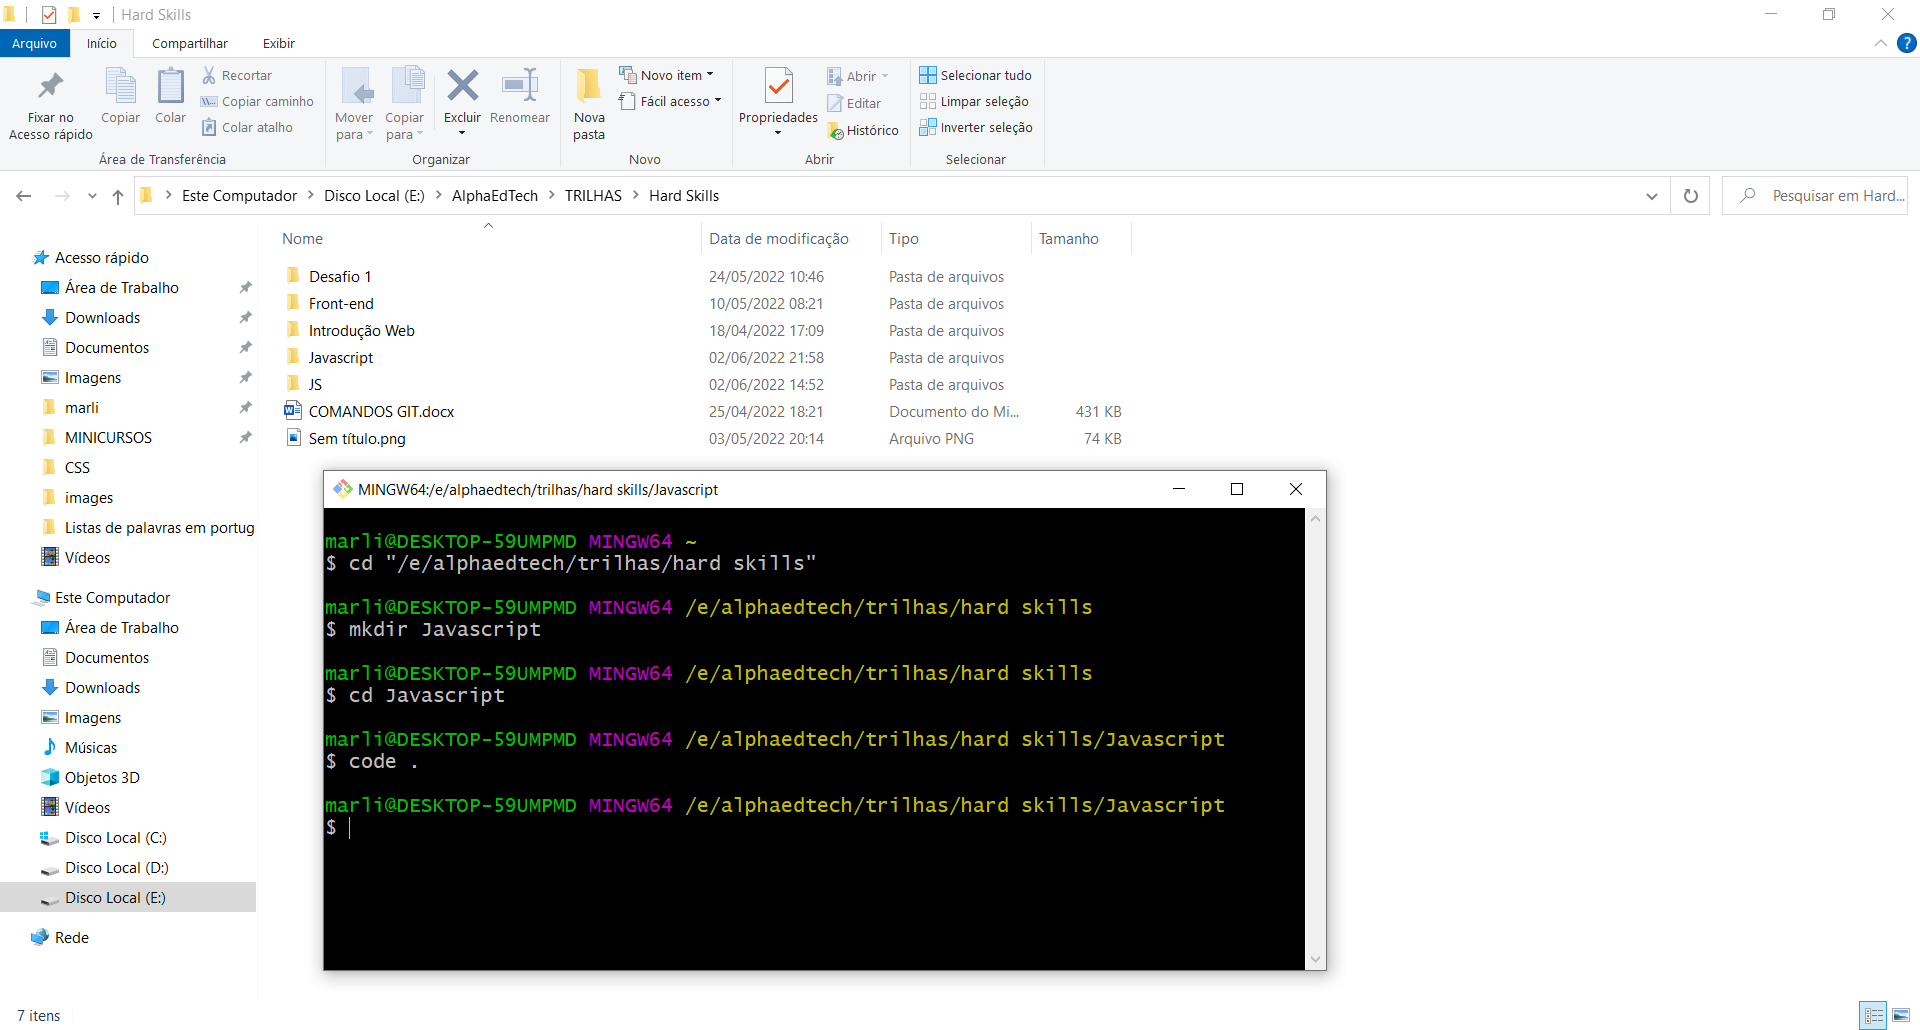 Hard Skills
Arquivo Início Compartilhar Exibir
?
Fixar no Acesso rápido
Copiar
Colar
Recortar
Copiar caminho
Colar atalho
Área de Transferência
Mover para
Copiar para
Excluir
Renomear
Organizar
Nova pasta
Novo item
Fácil acesso
Novo
Propriedades
Abrir
Editar
Histórico
Abrir
Selecionar tudo
Limpar seleção
Inverter seleção
Selecionar
Este Computador > Disco Local (E:) > AlphaEdTech > TRILHAS > Hard Skills
Pesquisar em Hard...
Acesso rápido
Área de Trabalho
Downloads
Documentos
Imagens
marli
MINICURSOS
CSS
images
Listas de palavras em portug
Vídeos
Este Computador
Área de Trabalho
Documentos
Downloads
Imagens
Músicas
Objetos 3D
Vídeos
Disco Local (C:)
Disco Local (D:)
Disco Local (E:)
Rede
Nome Data de modificação Tipo Tamanho
Desafio 1 24/05/2022 10:46 Pasta de arquivos
Front-end 10/05/2022 08:21 Pasta de arquivos
Introdução Web 18/04/2022 17:09 Pasta de arquivos
Javascript 02/06/2022 21:58 Pasta de arquivos
JS 02/06/2022 14:52 Pasta de arquivos
COMANDOS GIT.docx 25/04/2022 18:21 Documento do Mi... 431 KB
Sem título.png 03/05/2022 20:14 Arquivo PNG 74 KB
MINGW64:/e/alphaedtech/trilhas/hard skills/Javascript
marli@DESKTOP-59UMPMD MINGW64 ~
$ cd "/e/alphaedtech/trilhas/hard skills"
marli@DESKTOP-59UMPMD MINGW64 /e/alphaedtech/trilhas/hard skills
$ mkdir Javascript
marli@DESKTOP-59UMPMD MINGW64 /e/alphaedtech/trilhas/hard skills
$ cd Javascript
marli@DESKTOP-59UMPMD MINGW64 /e/alphaedtech/trilhas/hard skills/Javascript
$ code .
marli@DESKTOP-59UMPMD MINGW64 /e/alphaedtech/trilhas/hard skills/Javascript
$
7 itens